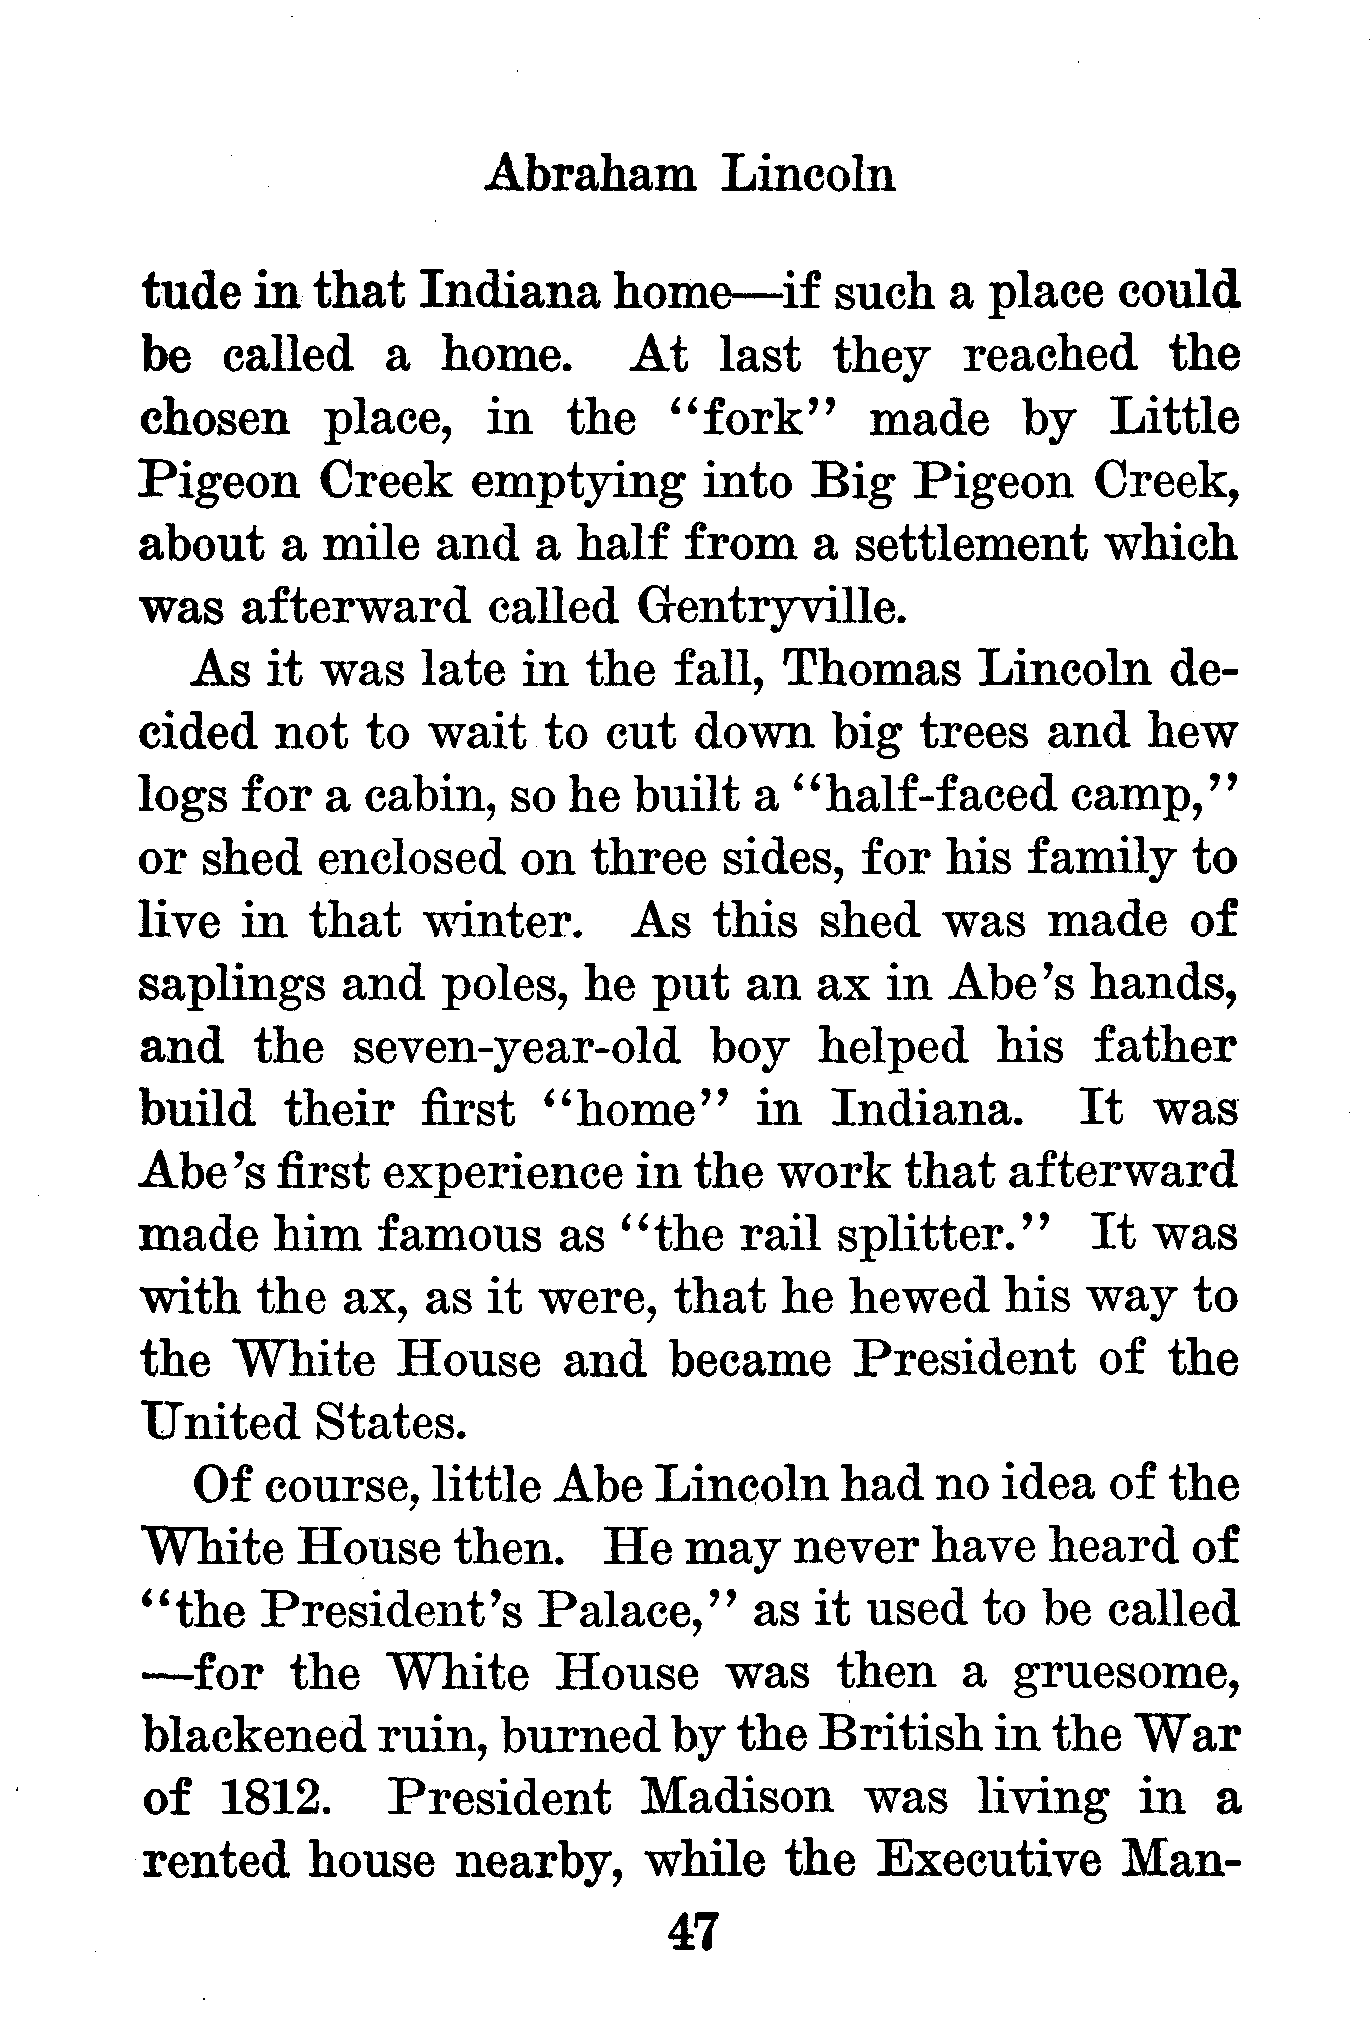 Abraham Lincoln
tude in that Indiana home—if such a place could
be called a home. At last they reached the
chosen place, in the "fork" made by Little
Pigeon Creek emptying into Big Pigeon Creek,
about a mile and a half from a settlement which
was afterward called Gentryville.
As it was late in the fall, Thomas Lincoln de-
cided not to wait to cut down big trees and hew
logs for a cabin, so he built a "half-faced camp,"
or shed enclosed on three sides, for his family to
live in that winter. As this shed was made of
saplings and poles, he put an ax in Abe's hands,
and the seven-year-old boy helped his father
build their first "home" in Indiana. It was
Abe's first experience in the work that afterward
made him famous as "the rail splitter." It was
with the ax, as it were, that he hewed his way to
the White House and became President of the
United States.
Of course, little Abe Lincoln had no idea of the
White House then. He may never have heard of
"the President's Palace," as it used to be called
—for the White House was then a gruesome,
blackened ruin, burned by the British in the War
of 1812. President Madison was living in a
rented house nearby, while the Executive Man-
47